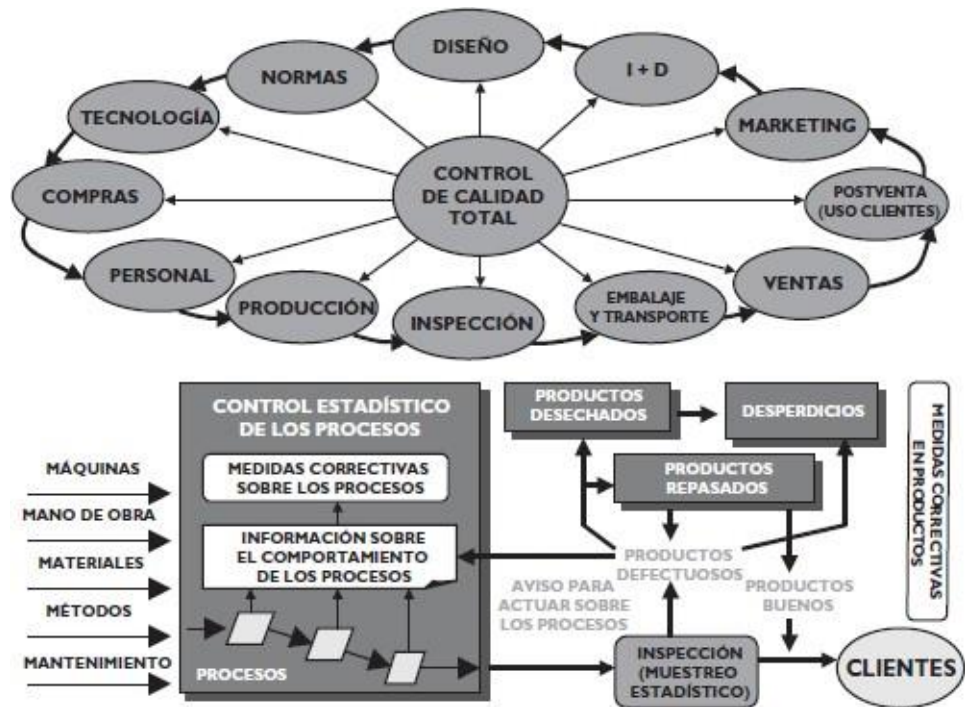 DISEÑO
I + D
NORMAS
MARKETING
TECNOLOGÍA
CONTROL
DE CALIDAD
TOTAL
COMPRAS
POSTVENTA
(USO CLIENTES)
PERSONAL
VENTAS
PRODUCCIÓN
EMBALAJE
Y TRANSPORTE
INSPECCIÓN
CONTROL ESTADÍSTICO
DE LOS PROCESOS
PRODUCTOS
DESECHADOS
DESPERDICIOS
MEDIDAS CORRECTIVAS
EN PRODUCTOS
MÁQUINAS
MEDIDAS CORRECTIVAS
SOBRE LOS PROCESOS
PRODUCTOS
REPASADOS
MANO DE OBRA
INFORMACIÓN SOBRE
EL COMPORTAMIENTO
DE LOS PROCESOS
PRODUCTOS
DEFECTUOSOS
MATERIALES
AVISO PARA
ACTUAR SOBRE
LOS PROCESOS
PRODUCTOS
BUENOS
MÉTODOS
MANTENIMIENTO
PROCESOS
INSPECCIÓN
(MUESTREO
ESTADÍSTICO)
CLIENTES